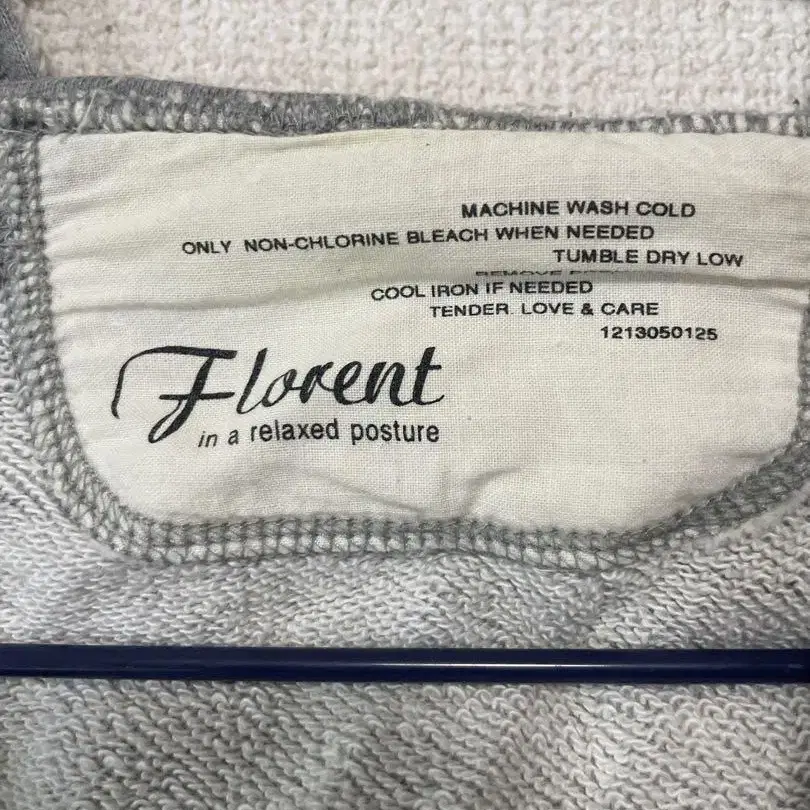 MACHINE WASH COLD
ONLY NON-CHLORINE BLEACH WHEN NEEDED
TUMBLE DRY LOW
COOL IRON IF NEEDED
TENDER. LOVE & CARE
1213050125
Florent
in a relaxed posture